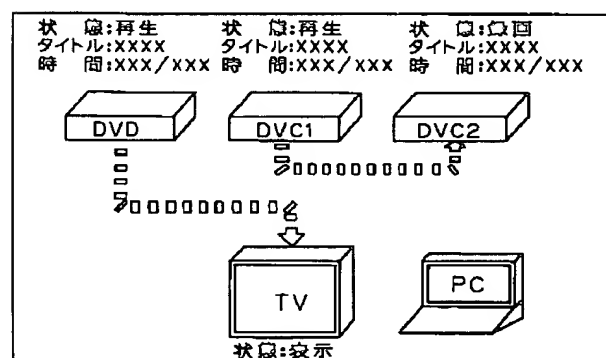 状 態:再生 状 態:再生 状 態:
タイトル:XXXX タイトル:XXXX タイトル:XXXX
時 間:XXX/XXX 時 間:XXX/XXX 時 間:XXX/XXX
DVD DVC1 DVC2
TV PC
状態:表示